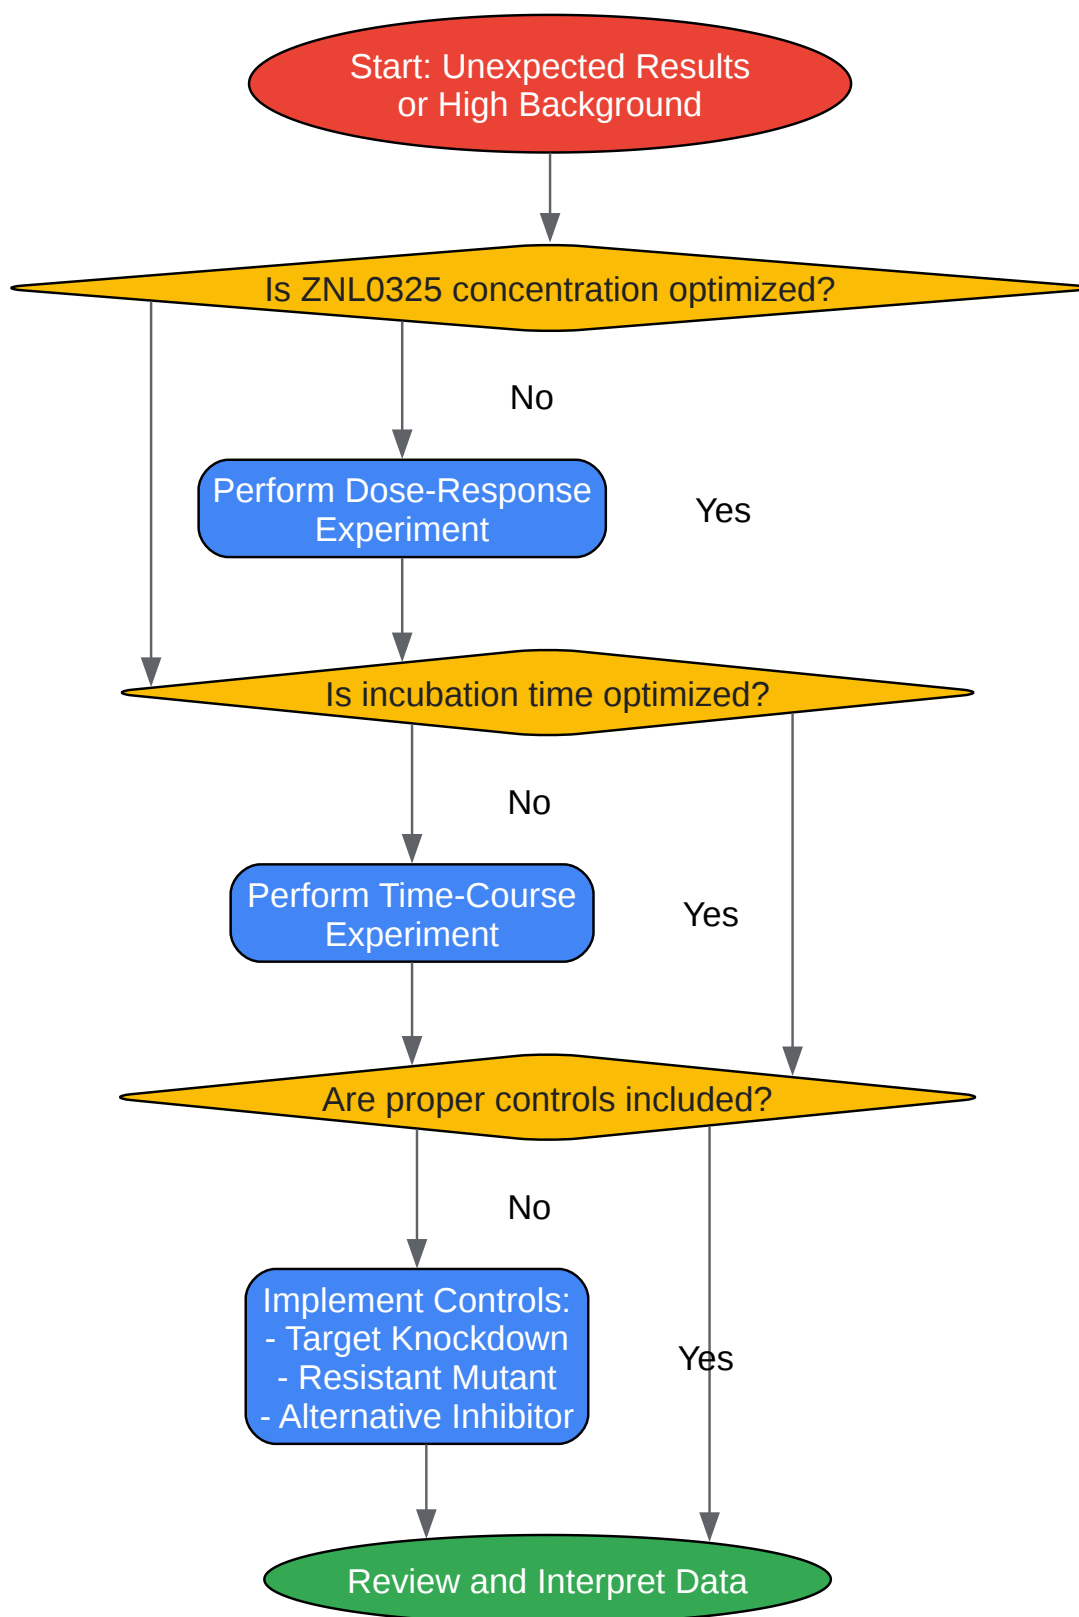 Start: Unexpected Results
or High Background
Is ZNL0325 concentration optimized?
No
Perform Dose-Response
Experiment
Yes
Is incubation time optimized?
No
Perform Time-Course
Experiment
Yes
Are proper controls included?
No
Implement Controls:
- Target Knockdown
- Resistant Mutant
- Alternative Inhibitor
Yes
Review and Interpret Data